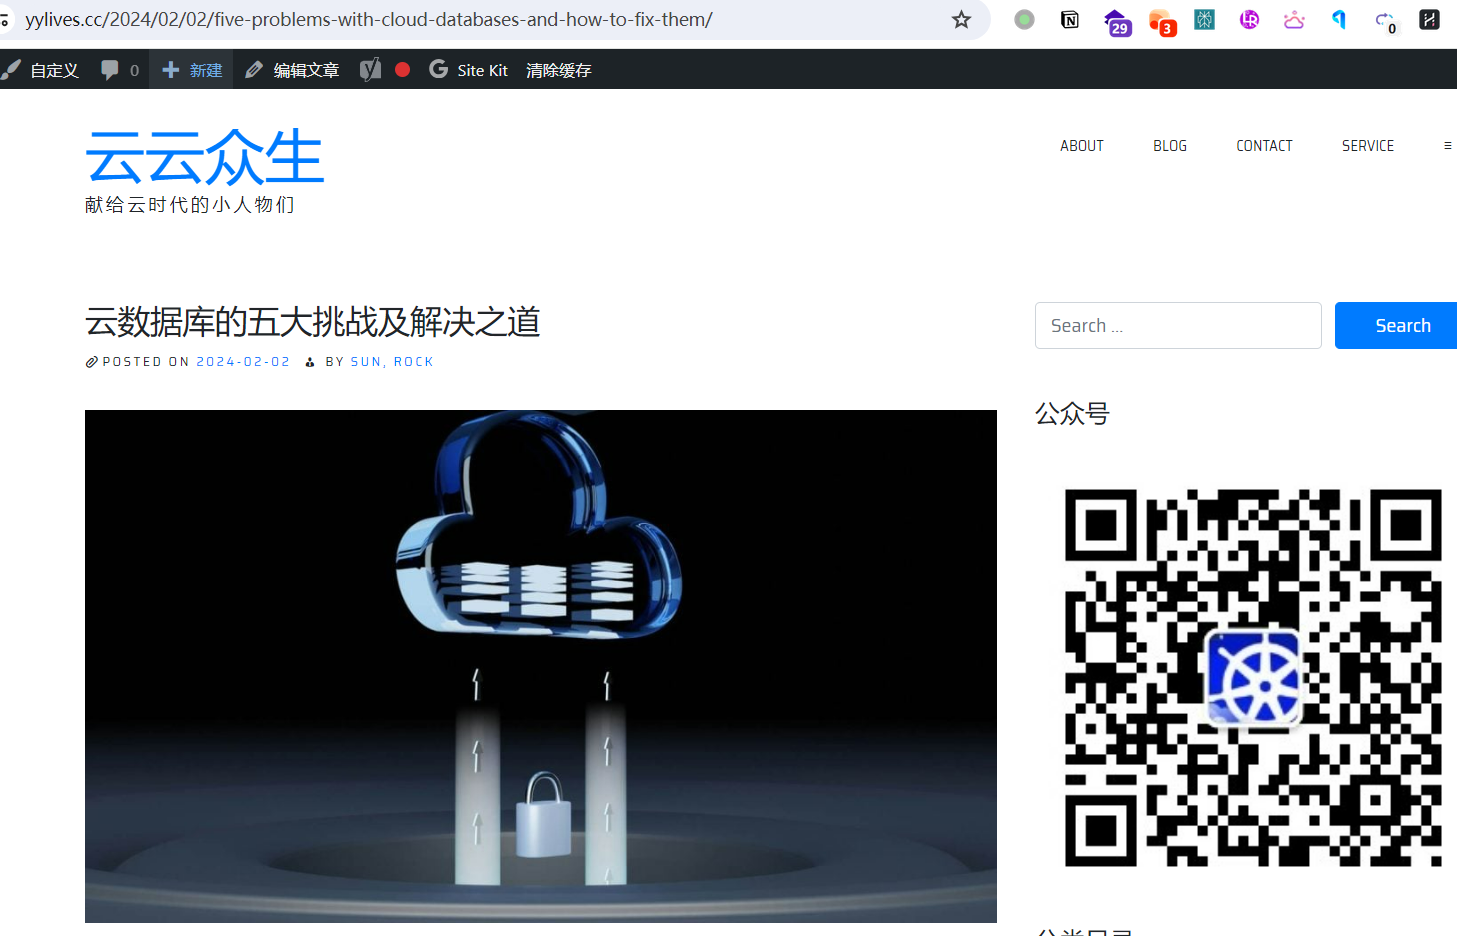 yylives.cc/2024/02/02/five-problems-with-cloud-databases-and-how-to-fix-them/
29
3
0
自定义 0 新建 编辑文章 Site Kit 清除缓存
云云众生
献给云时代的小人物们
ABOUT BLOG CONTACT SERVICE
云数据库的五大挑战及解决之道
POSTED ON 2024-02-02 BY SUN, ROCK
Search ... Search
公众号